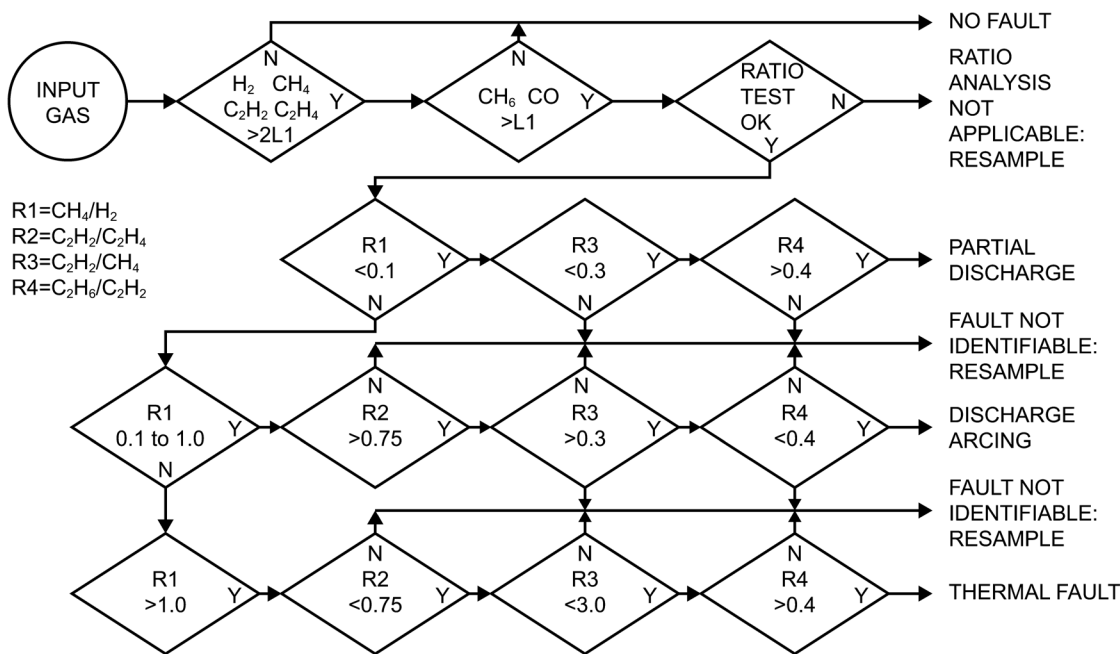 INPUT
GAS
N
H₂ CH₄
C₂H₂ C₂H₄
>2L1
Y
N
CH₆ CO
>L1
Y
RATIO
TEST
OK
N
Y
NO FAULT
RATIO
ANALYSIS
NOT
APPLICABLE:
RESAMPLE
R1=CH₄/H₂
R2=C₂H₂/C₂H₄
R3=C₂H₂/CH₄
R4=C₂H₆/C₂H₂
R1
<0.1
Y
N
R3
<0.3
Y
N
R4
>0.4
Y
N
PARTIAL
DISCHARGE
FAULT NOT
IDENTIFIABLE:
RESAMPLE
R1
0.1 to 1.0
Y
N
N
R2
>0.75
Y
N
R3
>0.3
Y
N
R4
<0.4
Y
DISCHARGE
ARCING
FAULT NOT
IDENTIFIABLE:
RESAMPLE
R1
>1.0
Y
N
R2
<0.75
Y
N
R3
<3.0
Y
N
R4
>0.4
Y
THERMAL FAULT